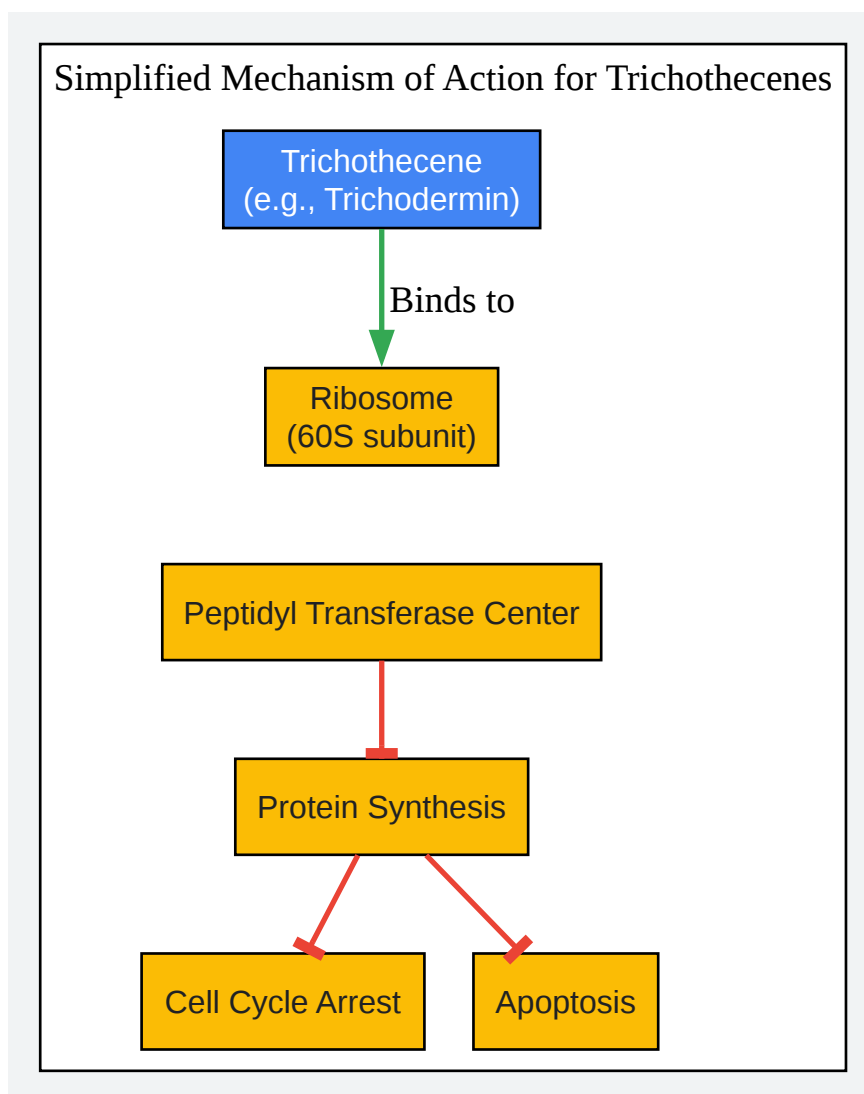 Simplified Mechanism of Action for Trichothecenes
Trichothecene
(e.g., Trichodermin)
Binds to
Ribosome
(60S subunit)
Peptidyl Transferase Center
Protein Synthesis
Cell Cycle Arrest
Apoptosis